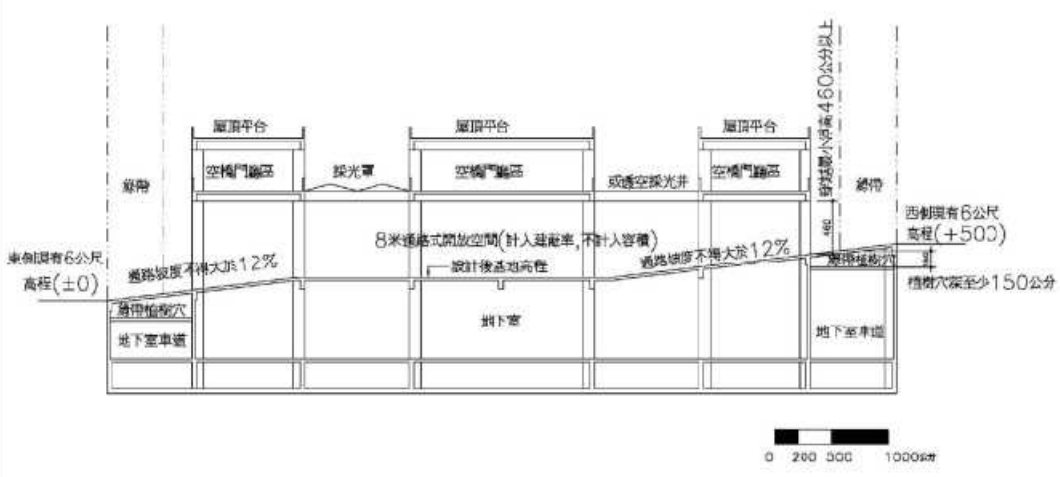 屋頂平台
屋頂平台
屋頂平台
穿越最小活高460公分以上
空橋門廳區
採光罩
空橋門廳區
或透空採光井
空橋門廳區
綠帶
綠帶
西側現有6公尺
高程(+500)
460
8米通路式開放空間(計入建蔽率,不計入容積)
東側現有6公尺
高程(±0)
通路坡度不得大於12%
設計後基地高程
通路坡度不得大於12%
綠帶植樹穴
植樹穴深至少150公分
綠帶植樹穴
地下室
地下室車道
地下室車道
0 200 500 1000公分